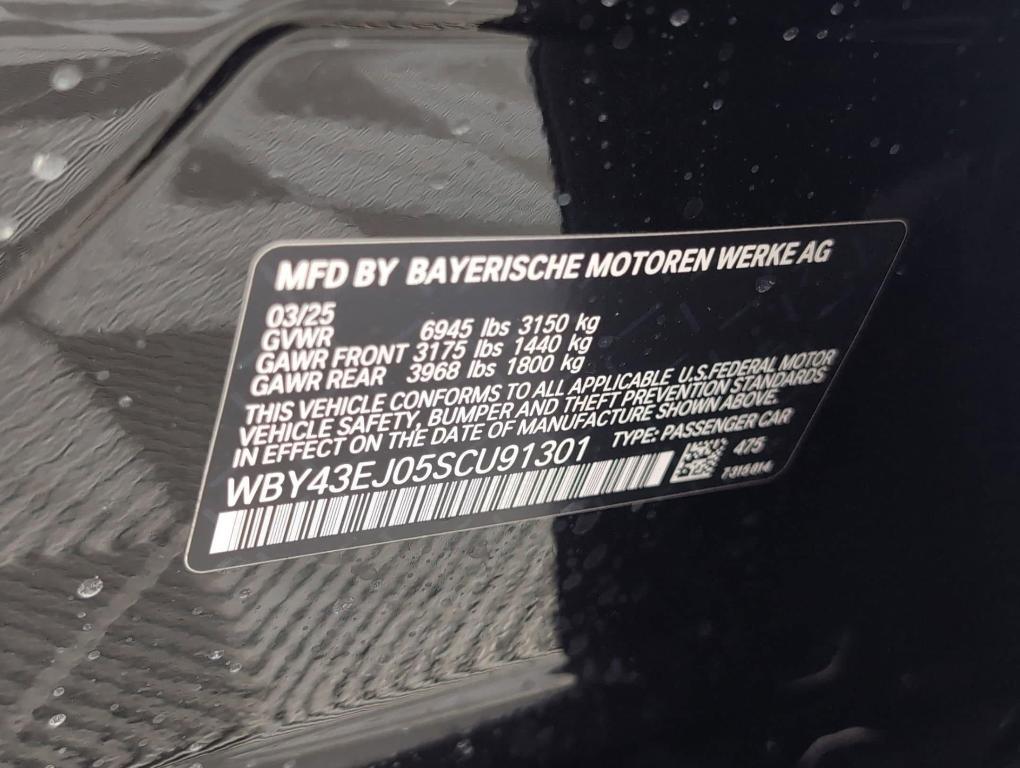 MFD BY BAYERISCHE MOTOREN WERKE AG
03/25
GVWR 6945 lbs 3150 kg
GAWR FRONT 3175 lbs 1440 kg
GAWR REAR 3968 lbs 1800 kg
THIS VEHICLE CONFORMS TO ALL APPLICABLE U.S.FEDERAL MOTOR
VEHICLE SAFETY, BUMPER AND THEFT PREVENTION STANDARDS
IN EFFECT ON THE DATE OF MANUFACTURE SHOWN ABOVE.
WBY43EJ05SCU91301 TYPE: PASSENGER CAR
475
7315814